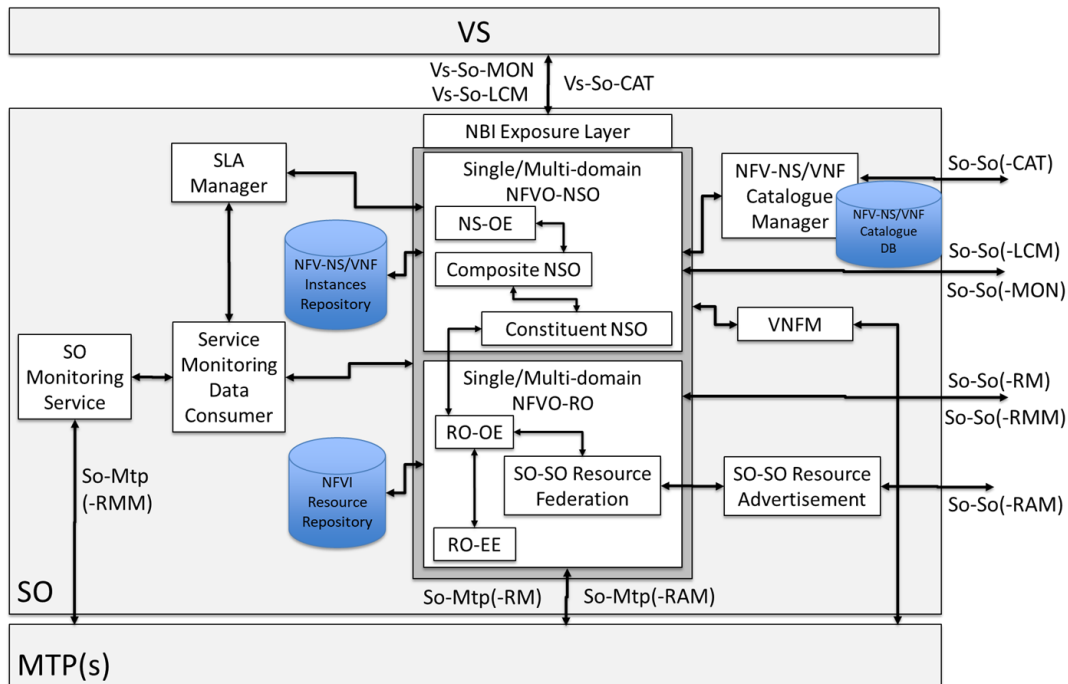 VS
Vs-So-MON
Vs-So-LCM
Vs-So-CAT
NBI Exposure Layer
SLA
Manager
Single/Multi-domain
NFVO-NSO
NS-OE
Composite NSO
Constituent NSO
NFV-NS/VNF
Catalogue
Manager
NFV-NS/VNF
Catalogue
DB
So-So(-CAT)
So-So(-LCM)
So-So(-MON)
NFV-NS/VNF
Instances
Repository
VNFM
SO
Monitoring
Service
Service
Monitoring
Data
Consumer
Single/Multi-domain
NFVO-RO
RO-OE
SO-SO Resource
Federation
RO-EE
So-So(-RM)
So-So(-RMM)
SO-SO Resource
Advertisement
So-So(-RAM)
NFVI
Resource
Repository
So-Mtp
(-RMM)
SO
So-Mtp(-RM)
So-Mtp(-RAM)
MTP(s)